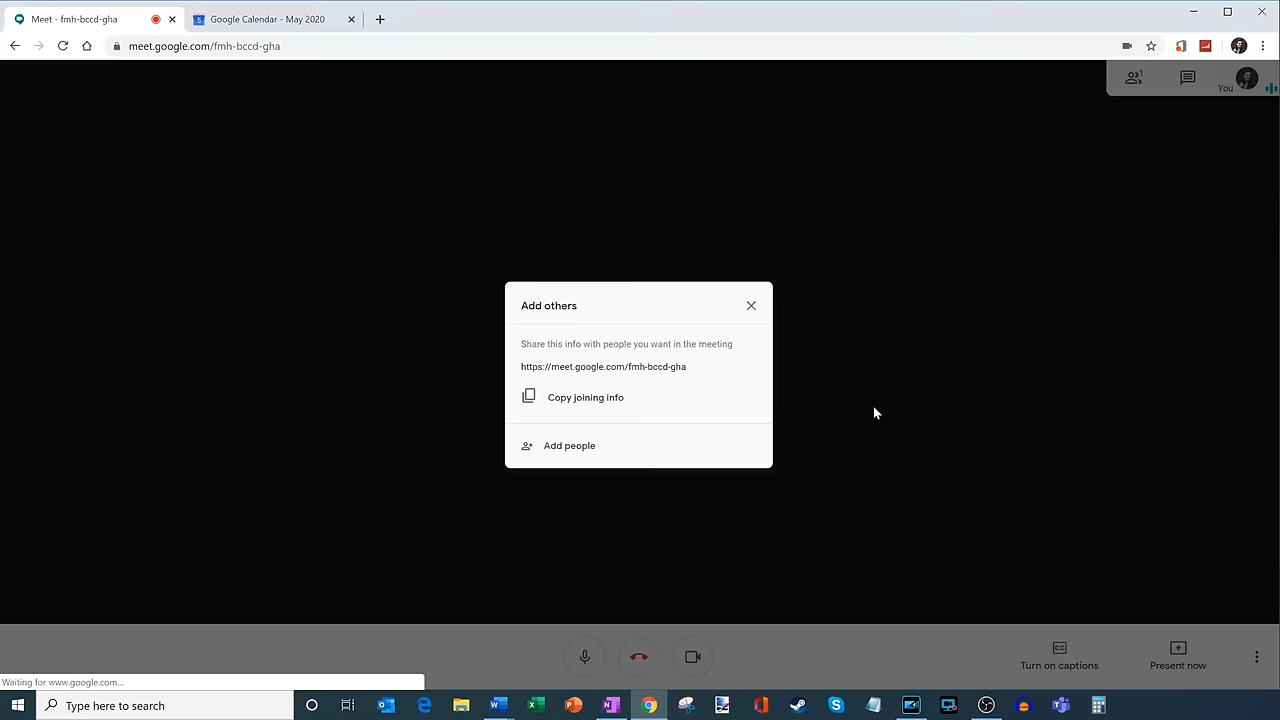 Meet - fmh-bccd-gha
Google Calendar - May 2020
meet.google.com/fmh-bccd-gha
1
You
Add others
Share this info with people you want in the meeting
https://meet.google.com/fmh-bccd-gha
Copy joining info
Add people
CC
Turn on captions
Present now
Waiting for www.google.com...
Type here to search